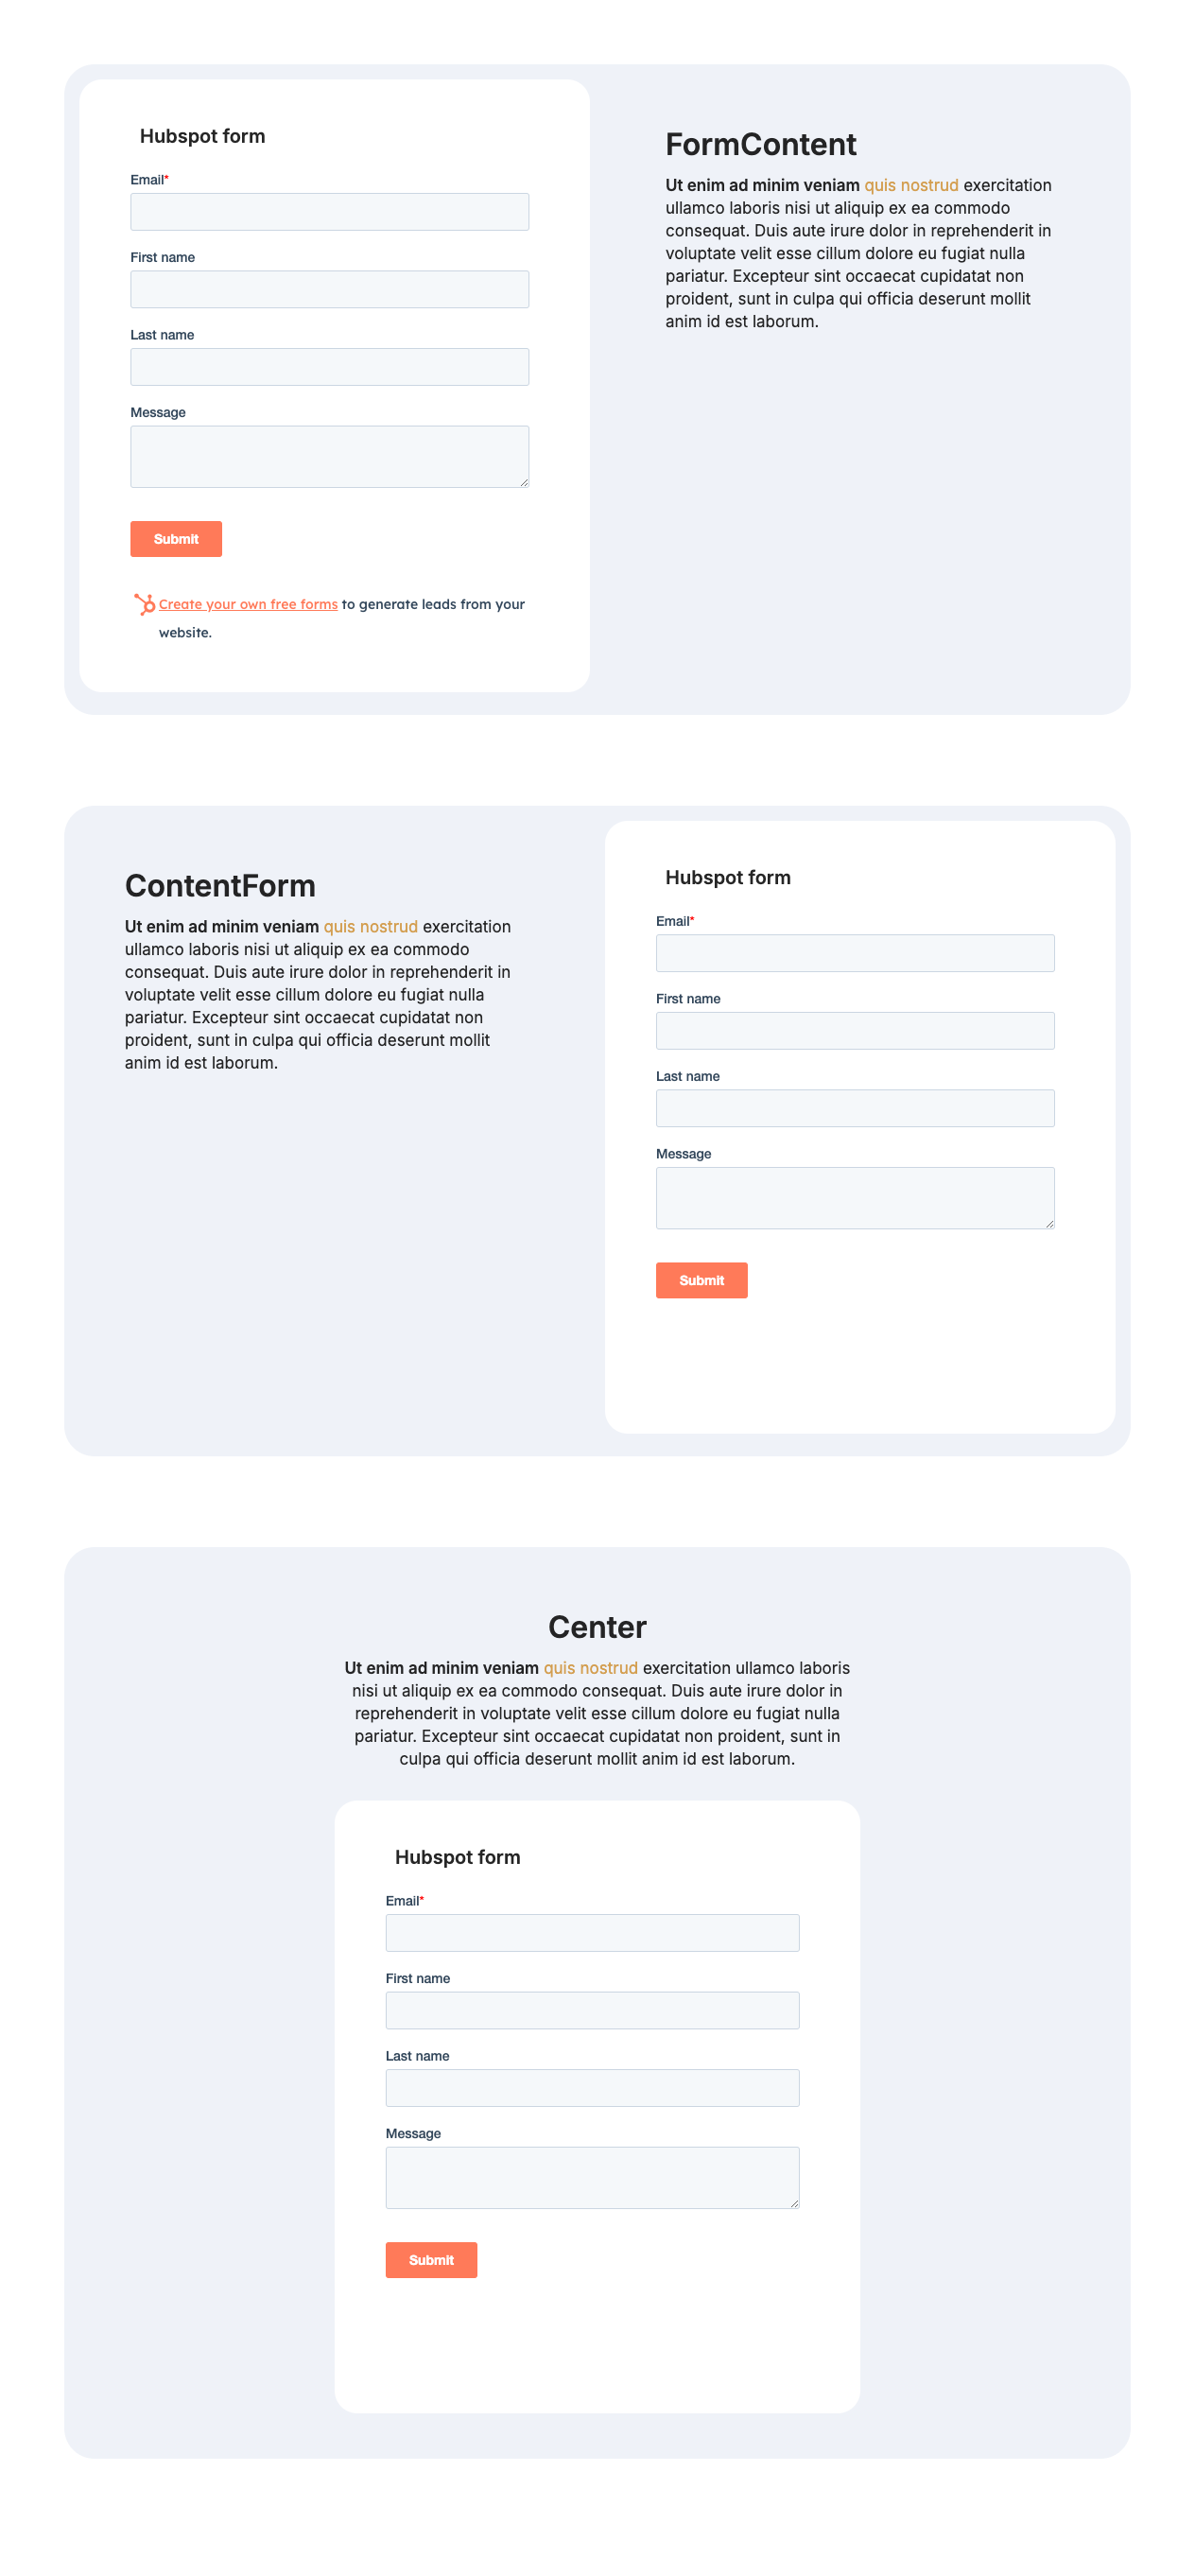 Hubspot form
Email*
First name
Last name
Message
Submit
Create your own free forms to generate leads from your
website.
FormContent
Ut enim ad minim veniam quis nostrud exercitation
ullamco laboris nisi ut aliquip ex ea commodo
consequat. Duis aute irure dolor in reprehenderit in
voluptate velit esse cillum dolore eu fugiat nulla
pariatur. Excepteur sint occaecat cupidatat non
proident, sunt in culpa qui officia deserunt mollit
anim id est laborum.
ContentForm
Ut enim ad minim veniam quis nostrud exercitation
ullamco laboris nisi ut aliquip ex ea commodo
consequat. Duis aute irure dolor in reprehenderit in
voluptate velit esse cillum dolore eu fugiat nulla
pariatur. Excepteur sint occaecat cupidatat non
proident, sunt in culpa qui officia deserunt mollit
anim id est laborum.
Hubspot form
Email*
First name
Last name
Message
Submit
Center
Ut enim ad minim veniam quis nostrud exercitation ullamco laboris
nisi ut aliquip ex ea commodo consequat. Duis aute irure dolor in
reprehenderit in voluptate velit esse cillum dolore eu fugiat nulla
pariatur. Excepteur sint occaecat cupidatat non proident, sunt in
culpa qui officia deserunt mollit anim id est laborum.
Hubspot form
Email*
First name
Last name
Message
Submit